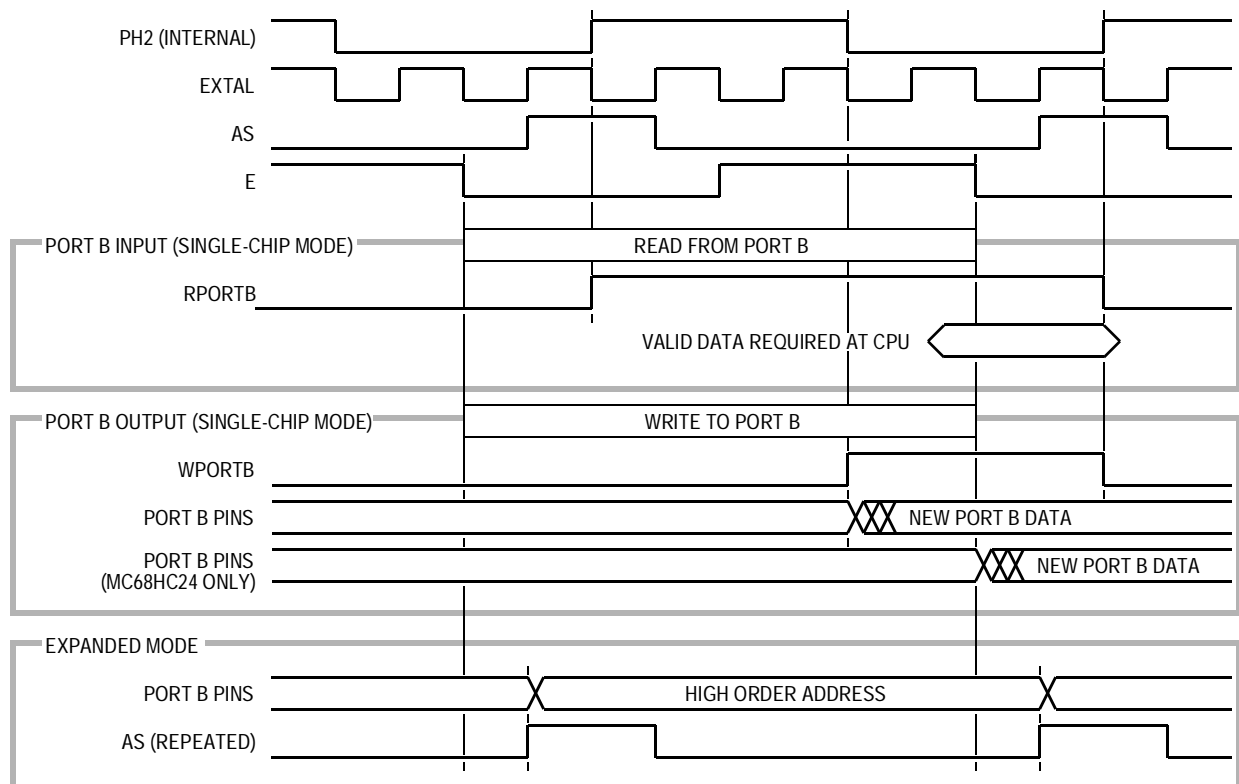 PH2 (INTERNAL)
EXTAL
AS
E
PORT B INPUT (SINGLE-CHIP MODE)
READ FROM PORT B
RPORTB
VALID DATA REQUIRED AT CPU
PORT B OUTPUT (SINGLE-CHIP MODE)
WRITE TO PORT B
WPORTB
PORT B PINS
NEW PORT B DATA
PORT B PINS
(MC68HC24 ONLY)
NEW PORT B DATA
EXPANDED MODE
PORT B PINS
HIGH ORDER ADDRESS
AS (REPEATED)